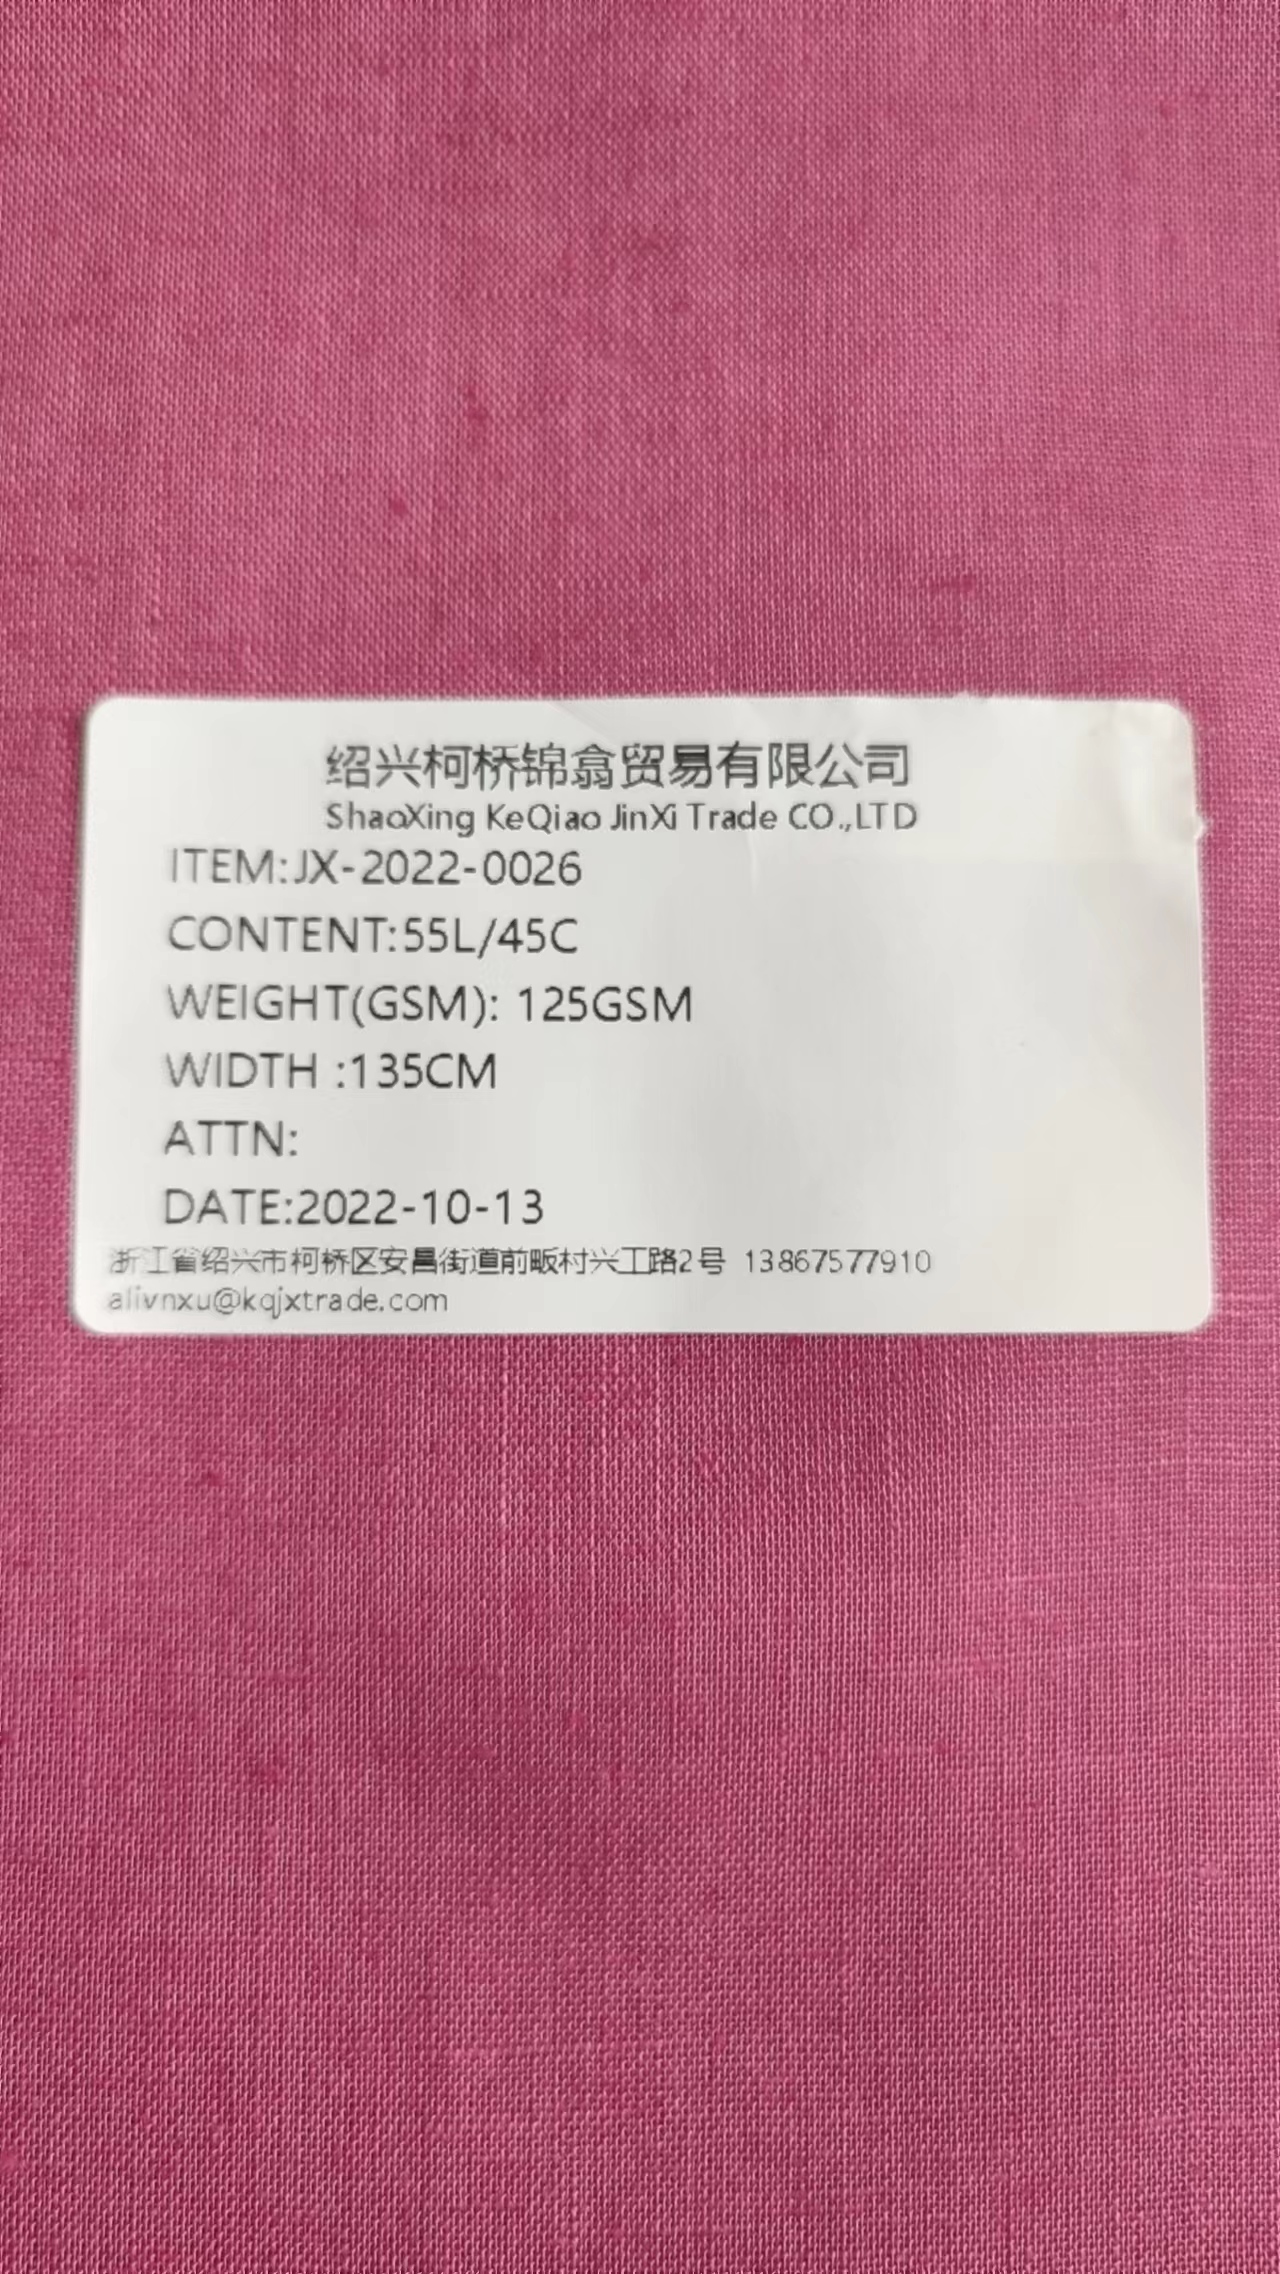 绍兴柯桥锦翕贸易有限公司
ShaoXing KeQiao JinXi Trade CO.,LTD
ITEM:JX-2022-0026
CONTENT:55L/45C
WEIGHT(GSM): 125GSM
WIDTH :135CM
ATTN:
DATE:2022-10-13
浙江省绍兴市柯桥区安昌街道前畈村兴工路2号 13867577910
alivnxu@kqjxtrade.com